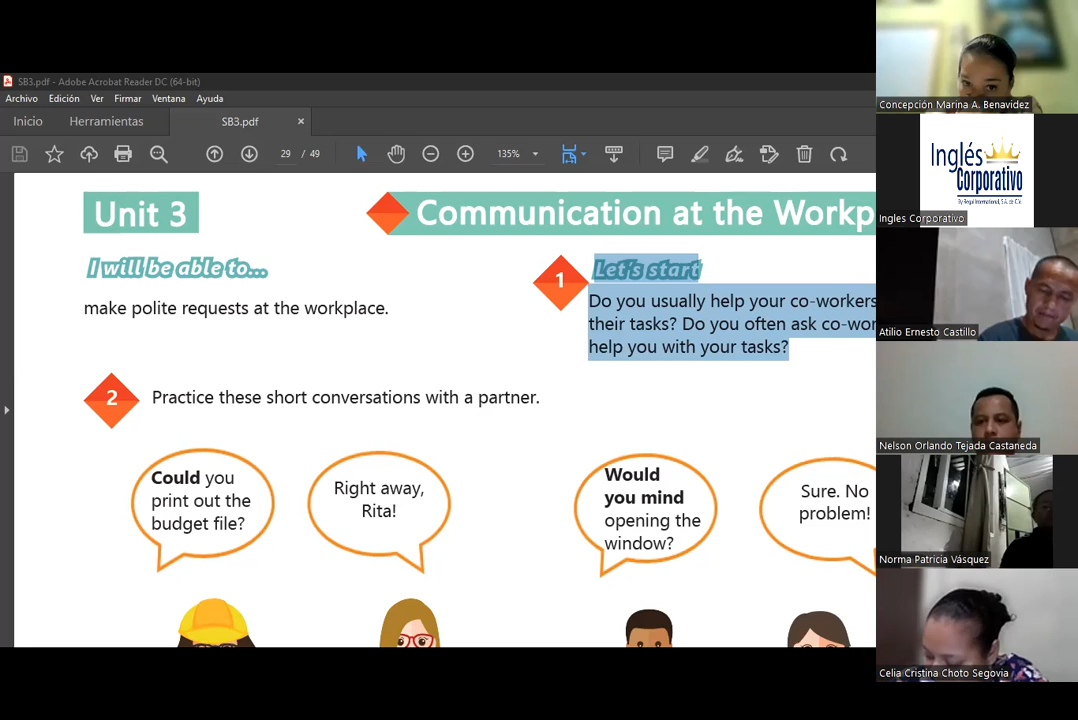 SB3.pdf - Adobe Acrobat Reader DC (64-bit)
Archivo Edición Ver Firmar Ventana Ayuda
Inicio Herramientas SB3.pdf ×
29 / 49 135%
Unit 3
Communication at the Workp
I will be able to...
make polite requests at the workplace.
1 Let's start
Do you usually help your co-workers
their tasks? Do you often ask co-wor
help you with your tasks?
2 Practice these short conversations with a partner.
Could you
print out the
budget file?
Right away,
Rita!
Would
you mind
opening the
window?
Sure. No
problem!
Concepción Marina A. Benavidez
Inglés
Corporativo
By Regal International, S.A. de C.V.
Ingles Corporativo
Atilio Ernesto Castillo
Nelson Orlando Tejada Castaneda
Norma Patricia Vásquez
Celia Cristina Choto Segovia